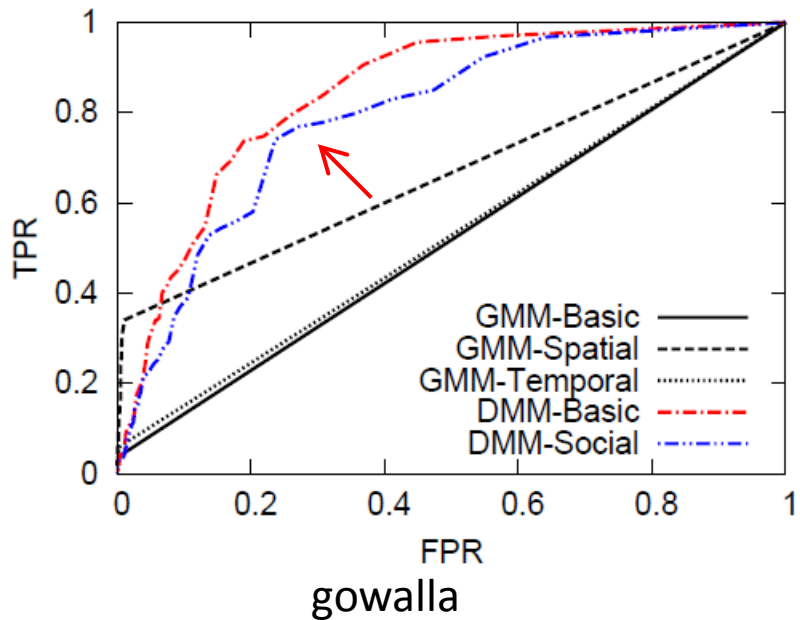 1
0.8
0.6
0.4
0.2
0
TPR
GMM-Basic
GMM-Spatial
GMM-Temporal
DMM-Basic
DMM-Social
0 0.2 0.4 0.6 0.8 1
FPR
gowalla